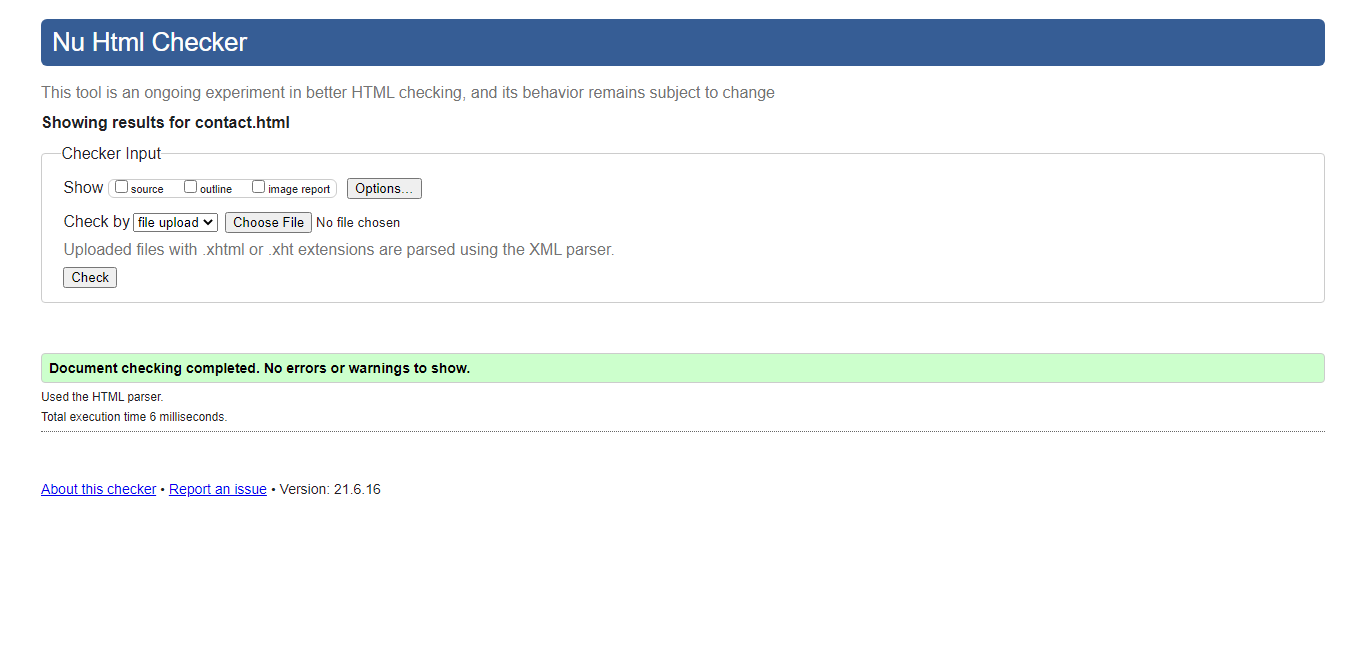 Nu Html Checker
This tool is an ongoing experiment in better HTML checking, and its behavior remains subject to change
Showing results for contact.html
Checker Input
Show source outline image report Options...
Check by file upload Choose File No file chosen
Uploaded files with .xhtml or .xht extensions are parsed using the XML parser.
Check
Document checking completed. No errors or warnings to show.
Used the HTML parser.
Total execution time 6 milliseconds.
About this checker • Report an issue • Version: 21.6.16